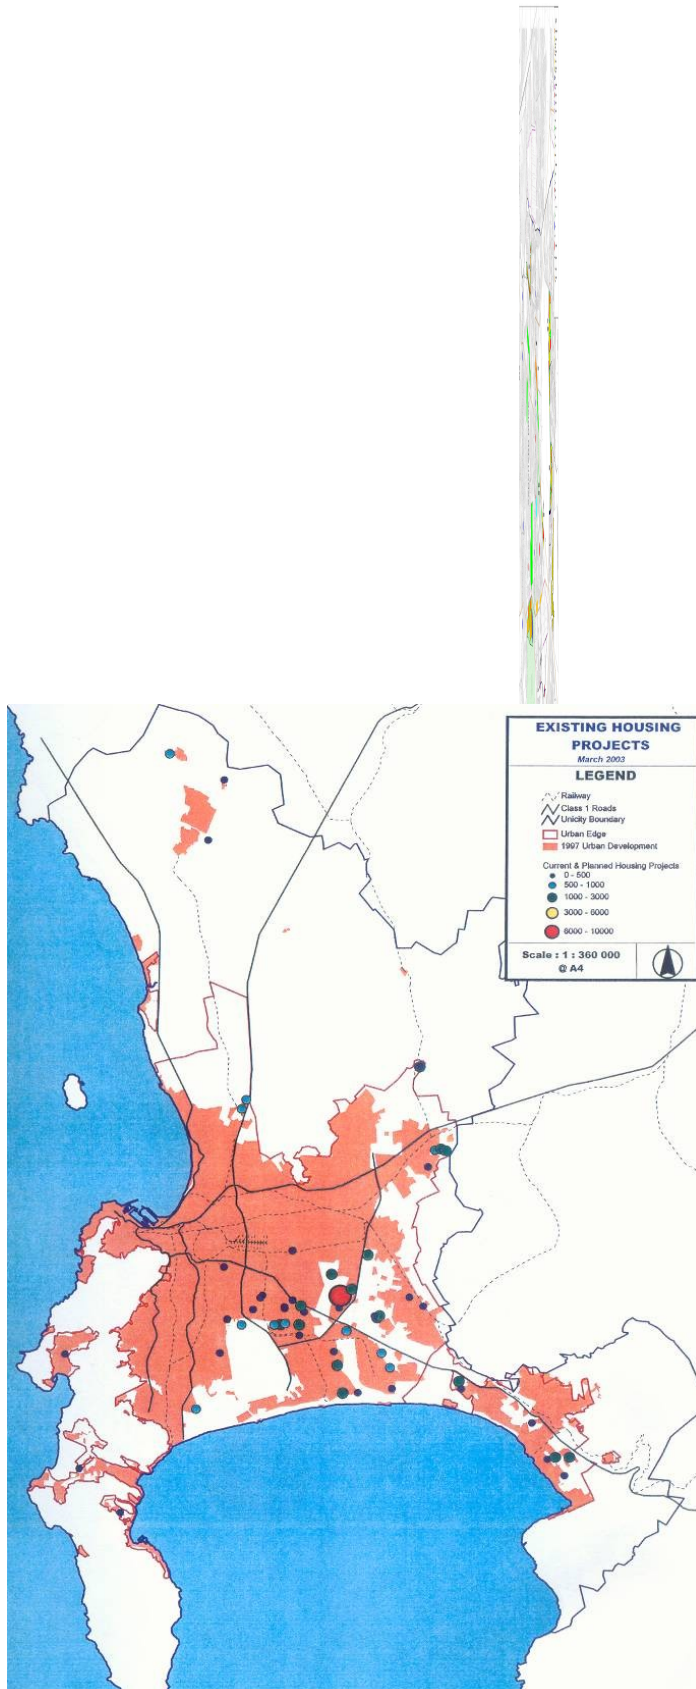 EXISTING HOUSING
PROJECTS
March 2003
LEGEND
Railway
Class 1 Roads
Unicity Boundary
Urban Edge
1997 Urban Development
Current & Planned Housing Projects
0 - 500
500 - 1000
1000 - 3000
3000 - 6000
6000 - 10000
Scale : 1 : 360 000
@ A4